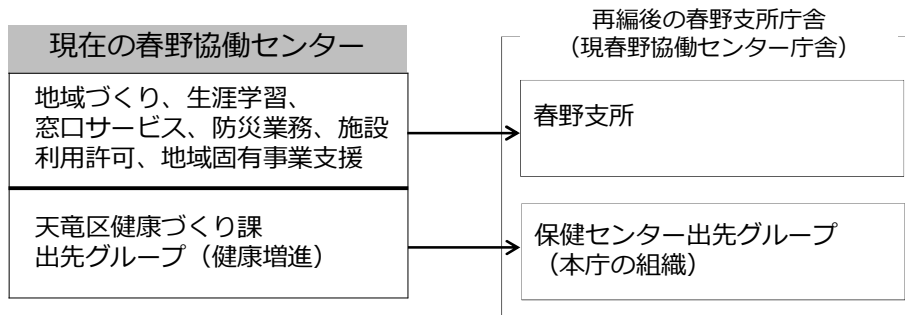 現在の春野協働センター
地域づくり、生涯学習、
窓口サービス、防災業務、施設
利用許可、地域固有事業支援
天竜区健康づくり課
出先グループ（健康増進）
再編後の春野支所庁舎
（現春野協働センター庁舎）
春野支所
保健センター出先グループ
（本庁の組織）